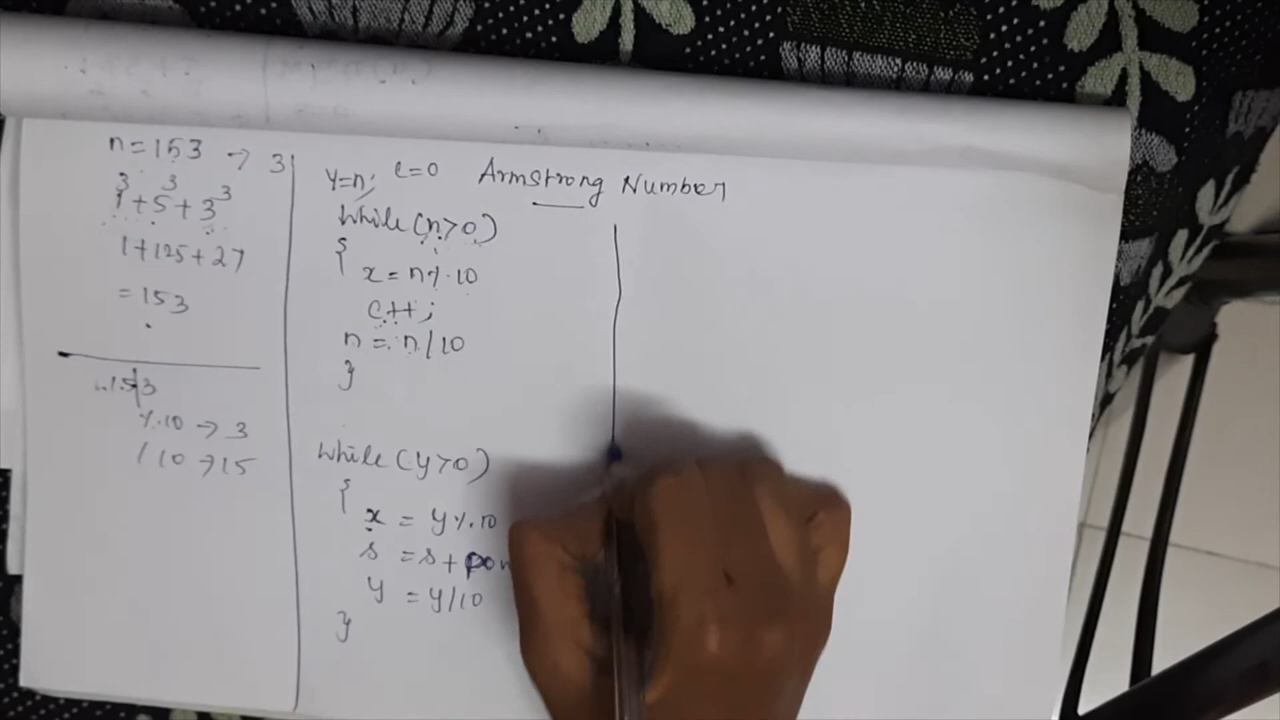 n=153 → 3
1³+5³+3³
1+125+27
=153
153
%10 → 3
/10 → 15
Armstrong Number
y=n; c=0
While(n>0)
{
x=n%10
c++;
n=n/10
}
While(y>0)
{
x=y%10
s=s+pow
y=y/10
}